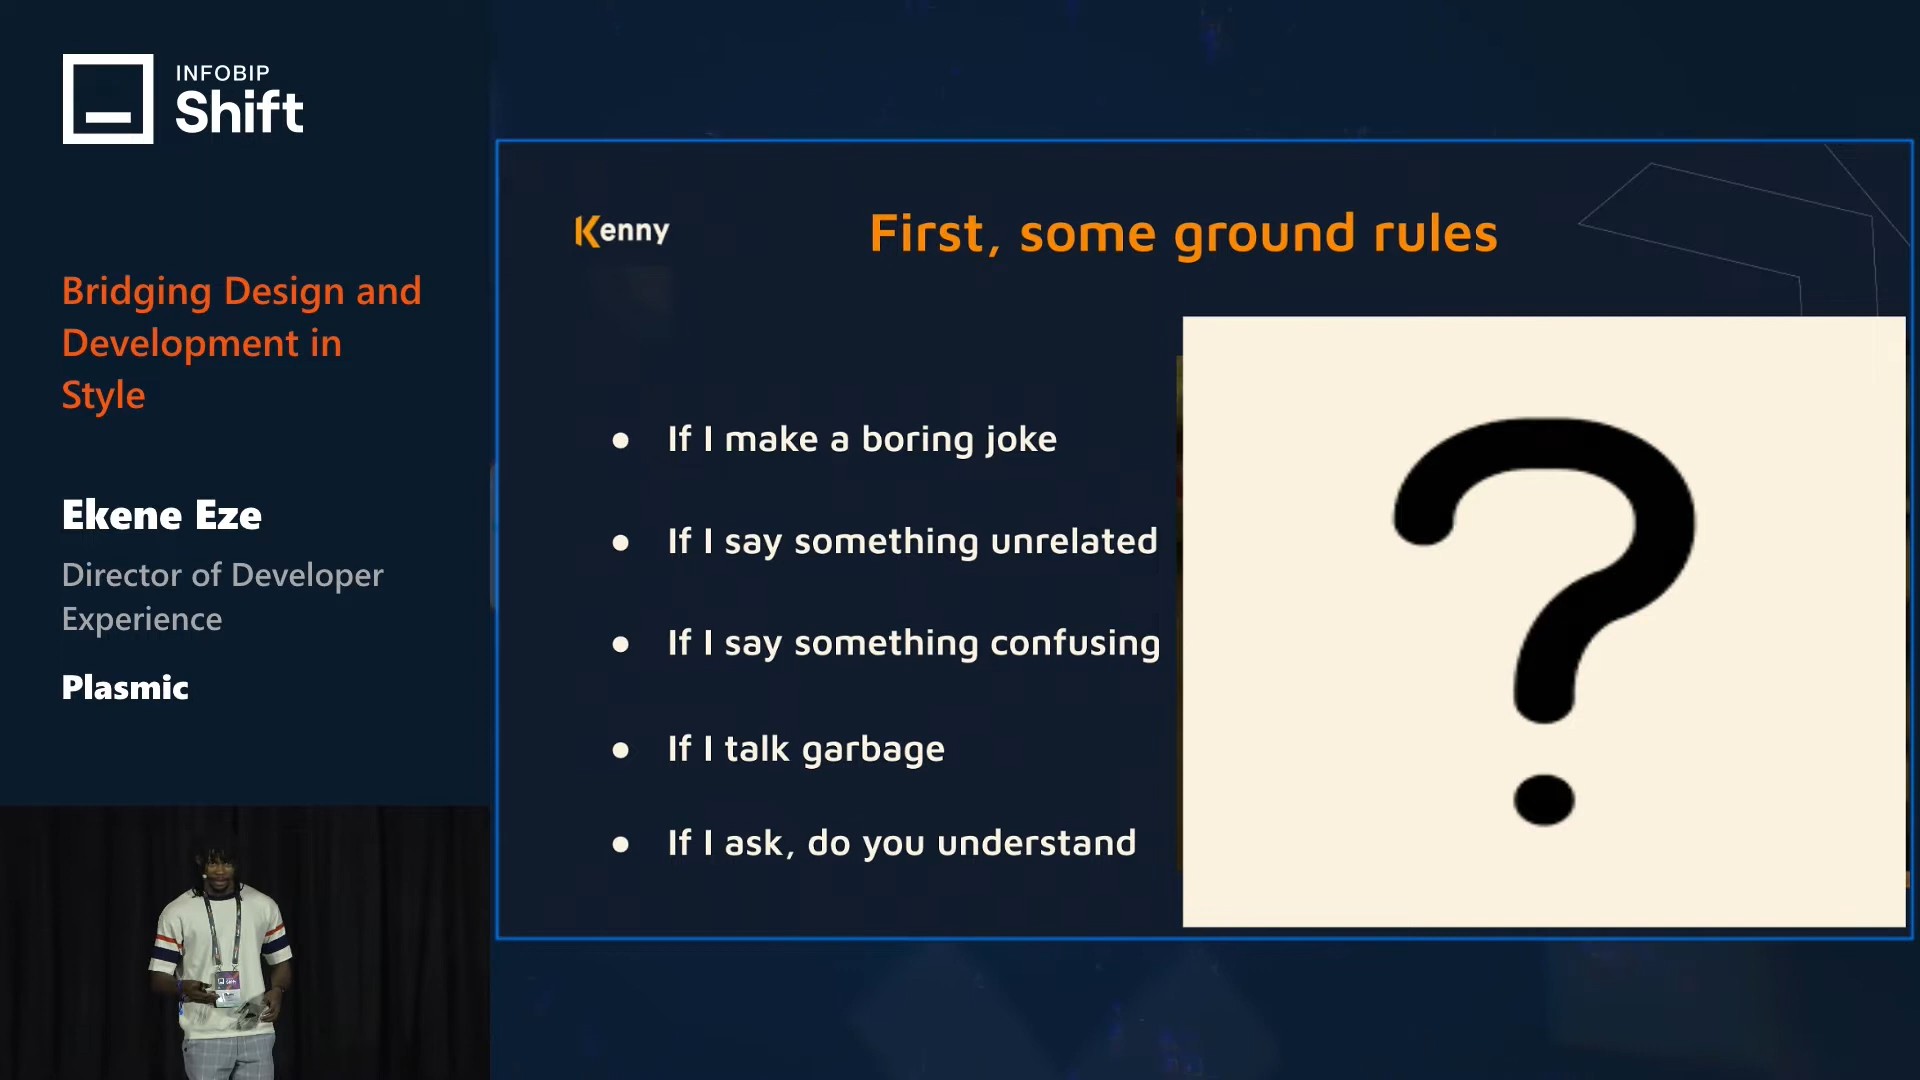 INFOBIP
Shift
Bridging Design and
Development in
Style
Ekene Eze
Director of Developer
Experience
Plasmic
Kenny
First, some ground rules
● If I make a boring joke
● If I say something unrelated
● If I say something confusing
● If I talk garbage
● If I ask, do you understand
?